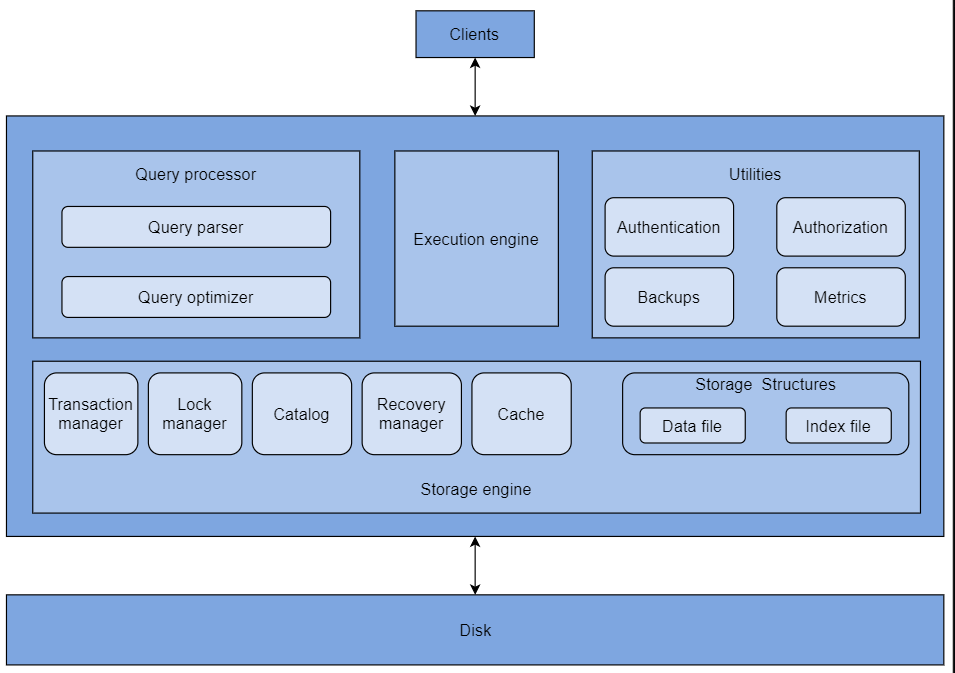 Clients
Query processor
Query parser
Query optimizer
Execution engine
Utilities
Authentication
Authorization
Backups
Metrics
Transaction
manager
Lock
manager
Catalog
Recovery
manager
Cache
Storage Structures
Data file
Index file
Storage engine
Disk